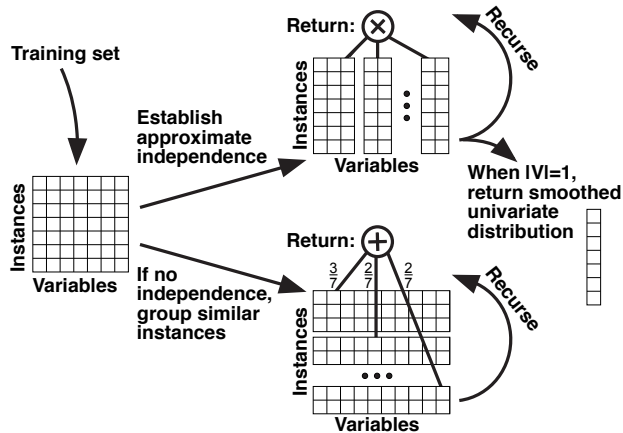 Training set
Instances
Variables
Establish
approximate
independence
If no
independence,
group similar
instances
Return: ×
Instances
Variables
Recurse
When |V|=1,
return smoothed
univariate
distribution
Return: +
3/7 2/7 2/7
Instances
Variables
Recurse